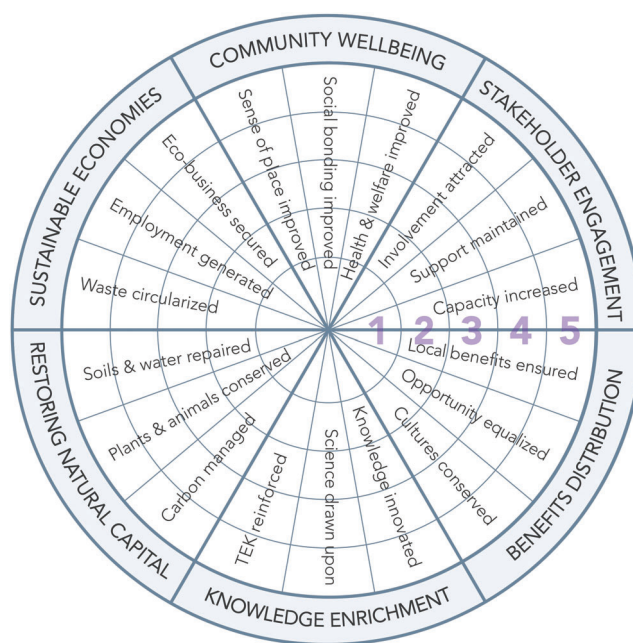 COMMUNITY WELLBEING
Sense of place improved
Social bonding improved
Health & welfare improved
STAKEHOLDER ENGAGEMENT
Involvement attracted
Support maintained
Capacity increased
1 2 3 4 5
BENEFITS DISTRIBUTION
Local benefits ensured
Opportunity equalized
Cultures conserved
KNOWLEDGE ENRICHMENT
Knowledge innovated
Science drawn upon
TEK reinforced
RESTORING NATURAL CAPITAL
Carbon managed
Plants & animals conserved
Soils & water repaired
SUSTAINABLE ECONOMIES
Waste circularized
Employment generated
Eco-business secured